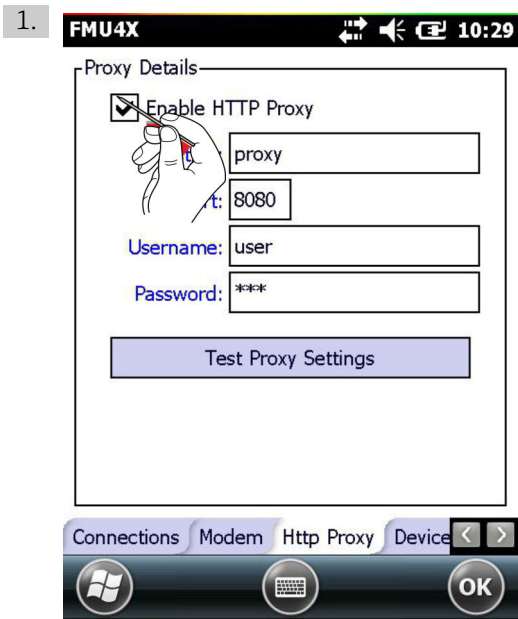 1.
FMU4X 10:29
Proxy Details
Enable HTTP Proxy
proxy
t: 8080
Username: user
Password: ***
Test Proxy Settings
Connections Modem Http Proxy Device
OK